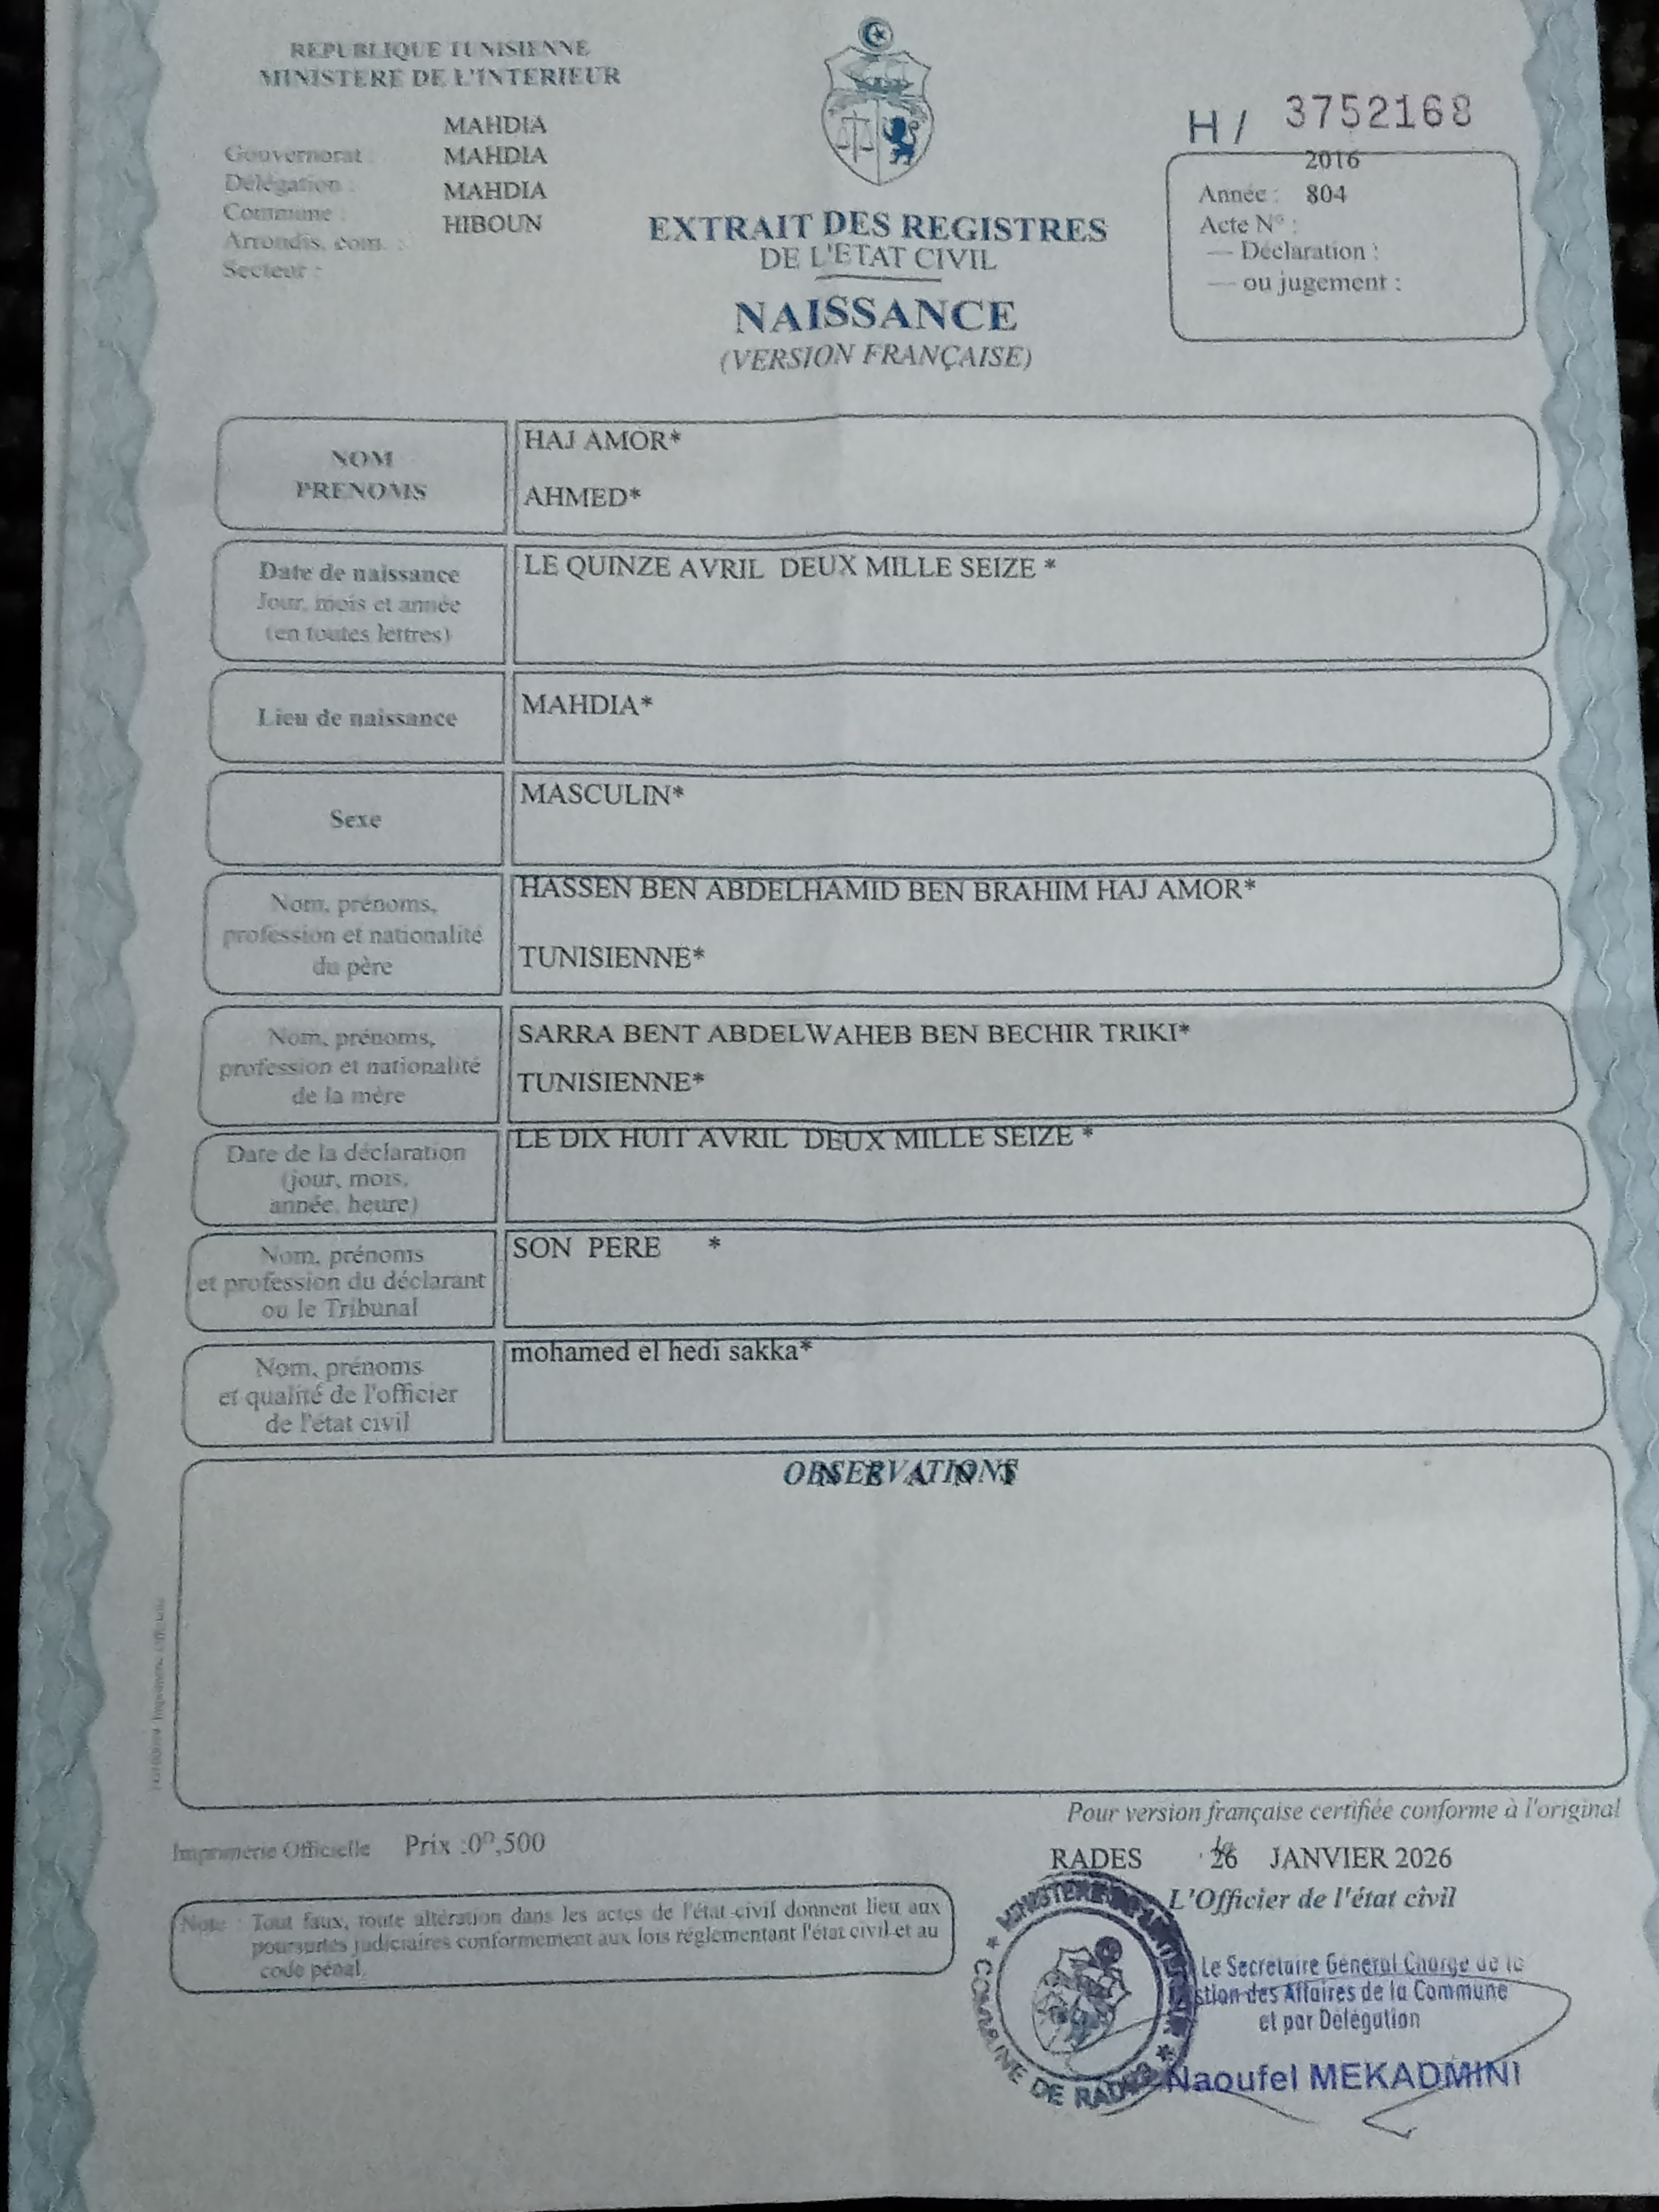 REPUBLIQUE TUNISIENNE
MINISTERE DE L'INTERIEUR
MAHDIA
Gouvernorat : MAHDIA
Délégation : MAHDIA
Commune : HIBOUN
Arrondis. com. :
Secteur :
H / 3752168
2016
Année : 804
Acte N° :
— Déclaration :
— ou jugement :
EXTRAIT DES REGISTRES
DE L'ETAT CIVIL
NAISSANCE
(VERSION FRANÇAISE)
NOM
PRENOMS
HAJ AMOR*
AHMED*
Date de naissance
Jour, mois et année
(en toutes lettres)
LE QUINZE AVRIL DEUX MILLE SEIZE *
Lieu de naissance
MAHDIA*
Sexe
MASCULIN*
Nom, prénoms,
profession et nationalité
du père
HASSEN BEN ABDELHAMID BEN BRAHIM HAJ AMOR*
TUNISIENNE*
Nom, prénoms,
profession et nationalité
de la mère
SARRA BENT ABDELWAHEB BEN BECHIR TRIKI*
TUNISIENNE*
Date de la déclaration
(jour, mois,
année, heure)
LE DIX HUIT AVRIL DEUX MILLE SEIZE *
Nom, prénoms
et profession du déclarant
ou le Tribunal
SON PERE *
Nom, prénoms
et qualité de l'officier
de l'état civil
mohamed el hedi sakka*
OBSERVATIONS
N E A N T
Pour version française certifiée conforme à l'original
Imprimerie Officielle Prix :0ᴰ,500
RADES le 26 JANVIER 2026
L'Officier de l'état civil
Note : Tout faux, toute altération dans les actes de l'état civil donnent lieu aux
poursuites judiciaires conformement aux lois réglementant l'état civil et au
code pénal.
MINISTERE DE L'INTERIEUR
COMMUNE DE RADES
Le Secrétaire Général Chargé de la
stion des Affaires de la Commune
et par Délégation
Naoufel MEKADMINI